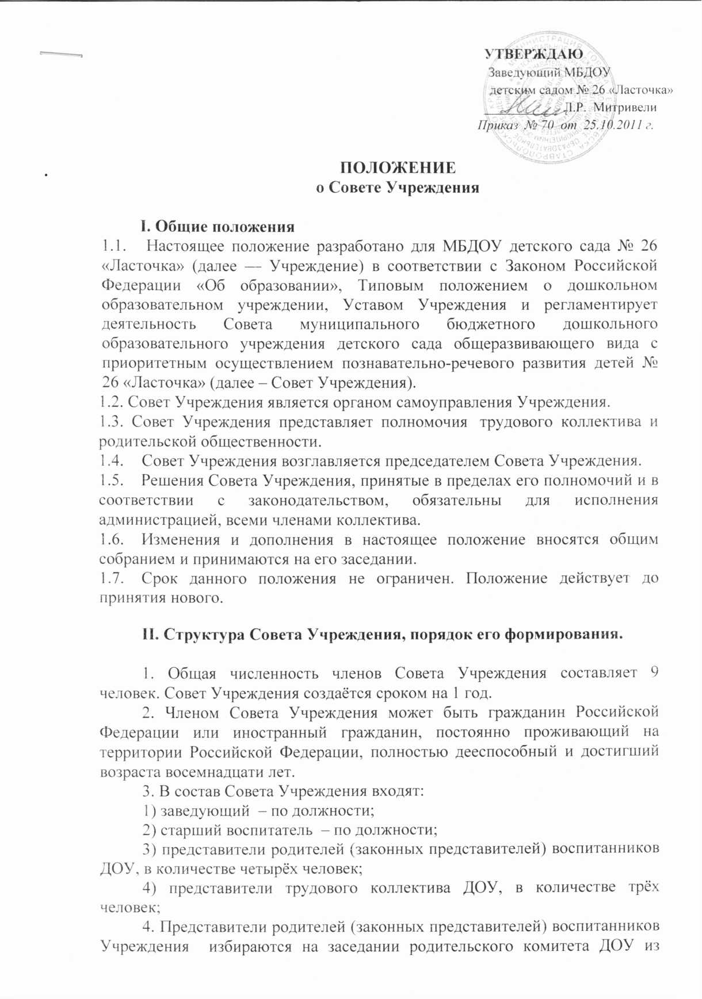 УТВЕРЖДАЮ
Заведующий МБДОУ
детским садом № 26 «Ласточка»
Л.Р. Митривели
Приказ № 70 от 25.10.2011 г.
ПОЛОЖЕНИЕ
о Совете Учреждения
I. Общие положения
1.1. Настоящее положение разработано для МБДОУ детского сада № 26
«Ласточка» (далее — Учреждение) в соответствии с Законом Российской
Федерации «Об образовании», Типовым положением о дошкольном
образовательном учреждении, Уставом Учреждения и регламентирует
деятельность Совета муниципального бюджетного дошкольного
образовательного учреждения детского сада общеразвивающего вида с
приоритетным осуществлением познавательно-речевого развития детей №
26 «Ласточка» (далее – Совет Учреждения).
1.2. Совет Учреждения является органом самоуправления Учреждения.
1.3. Совет Учреждения представляет полномочия трудового коллектива и
родительской общественности.
1.4. Совет Учреждения возглавляется председателем Совета Учреждения.
1.5. Решения Совета Учреждения, принятые в пределах его полномочий и в
соответствии с законодательством, обязательны для исполнения
администрацией, всеми членами коллектива.
1.6. Изменения и дополнения в настоящее положение вносятся общим
собранием и принимаются на его заседании.
1.7. Срок данного положения не ограничен. Положение действует до
принятия нового.
II. Структура Совета Учреждения, порядок его формирования.
1. Общая численность членов Совета Учреждения составляет 9
человек. Совет Учреждения создаётся сроком на 1 год.
2. Членом Совета Учреждения может быть гражданин Российской
Федерации или иностранный гражданин, постоянно проживающий на
территории Российской Федерации, полностью дееспособный и достигший
возраста восемнадцати лет.
3. В состав Совета Учреждения входят:
1) заведующий – по должности;
2) старший воспитатель – по должности;
3) представители родителей (законных представителей) воспитанников
ДОУ, в количестве четырёх человек;
4) представители трудового коллектива ДОУ, в количестве трёх
человек;
4. Представители родителей (законных представителей) воспитанников
Учреждения избираются на заседании родительского комитета ДОУ из